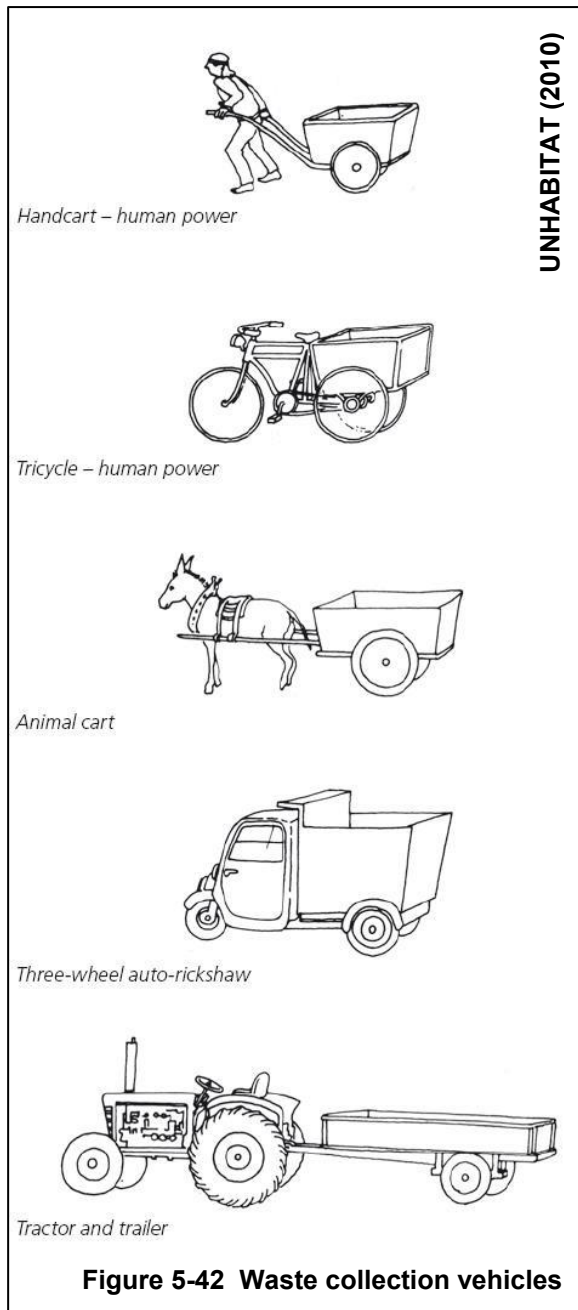 UNHABITAT (2010)
Handcart – human power
Tricycle – human power
Animal cart
Three-wheel auto-rickshaw
Tractor and trailer
Figure 5-42 Waste collection vehicles